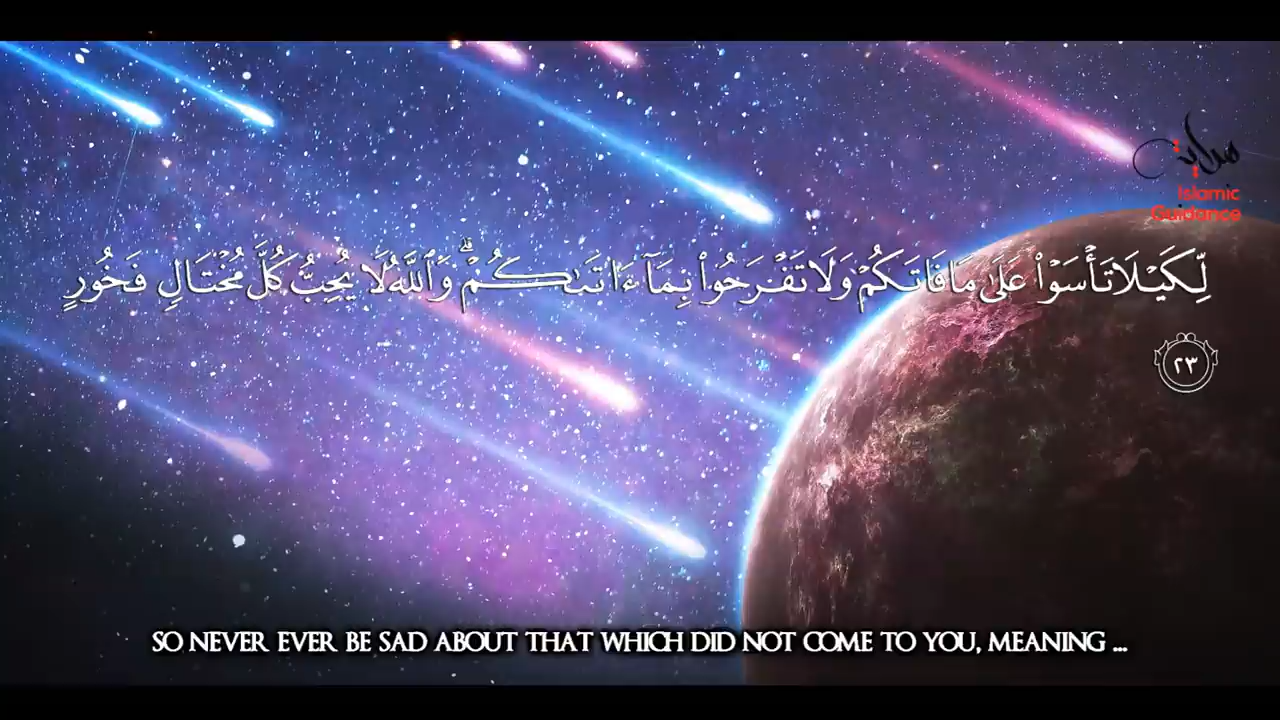 هداية
Islamic
Guidance
لِّكَيْلَا تَأْسَوْا۟ عَلَىٰ مَا فَاتَكُمْ وَلَا تَفْرَحُوا۟ بِمَآ ءَاتَىٰكُمْ ۗ وَٱللَّهُ لَا يُحِبُّ كُلَّ مُخْتَالٍ فَخُورٍ
٢٣
SO NEVER EVER BE SAD ABOUT THAT WHICH DID NOT COME TO YOU, MEANING ...